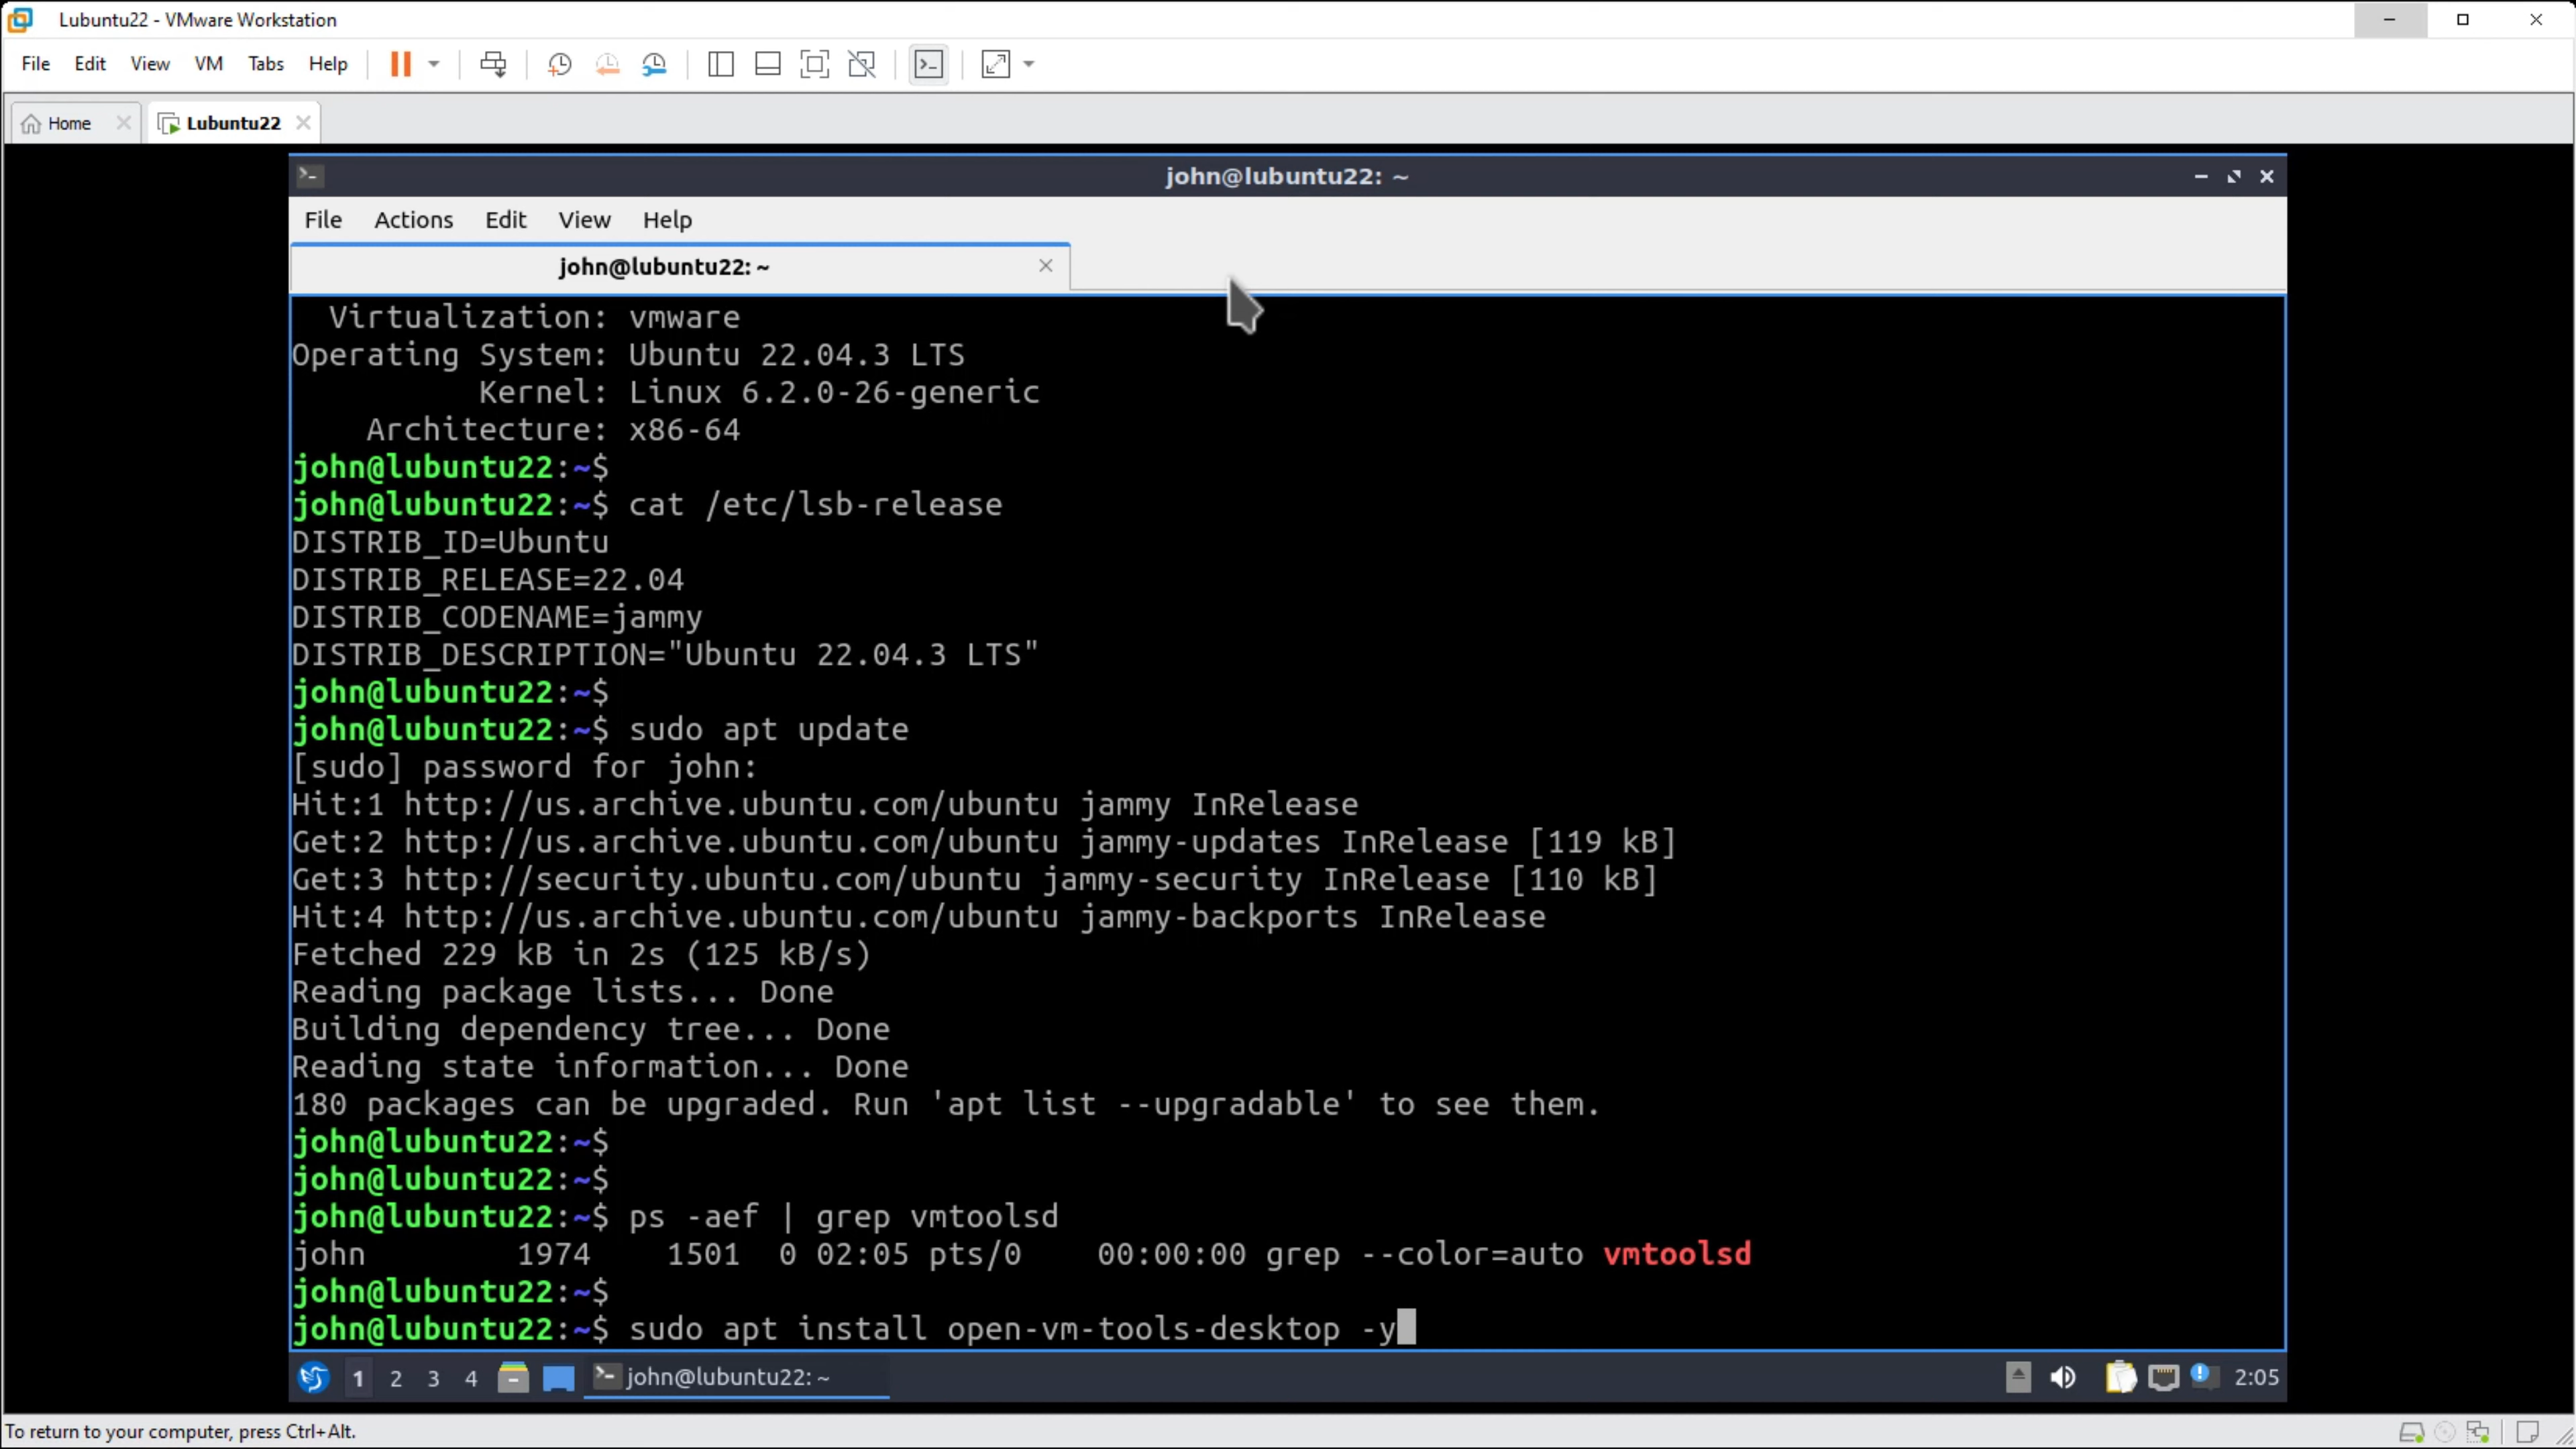 Lubuntu22 - VMware Workstation
File Edit View VM Tabs Help
Home Lubuntu22
john@lubuntu22: ~
File Actions Edit View Help
john@lubuntu22: ~
Virtualization: vmware
Operating System: Ubuntu 22.04.3 LTS
Kernel: Linux 6.2.0-26-generic
Architecture: x86-64
john@lubuntu22:~$
john@lubuntu22:~$ cat /etc/lsb-release
DISTRIB_ID=Ubuntu
DISTRIB_RELEASE=22.04
DISTRIB_CODENAME=jammy
DISTRIB_DESCRIPTION="Ubuntu 22.04.3 LTS"
john@lubuntu22:~$
john@lubuntu22:~$ sudo apt update
[sudo] password for john:
Hit:1 http://us.archive.ubuntu.com/ubuntu jammy InRelease
Get:2 http://us.archive.ubuntu.com/ubuntu jammy-updates InRelease [119 kB]
Get:3 http://security.ubuntu.com/ubuntu jammy-security InRelease [110 kB]
Hit:4 http://us.archive.ubuntu.com/ubuntu jammy-backports InRelease
Fetched 229 kB in 2s (125 kB/s)
Reading package lists... Done
Building dependency tree... Done
Reading state information... Done
180 packages can be upgraded. Run 'apt list --upgradable' to see them.
john@lubuntu22:~$
john@lubuntu22:~$
john@lubuntu22:~$ ps -aef | grep vmtoolsd
john 1974 1501 0 02:05 pts/0 00:00:00 grep --color=auto vmtoolsd
john@lubuntu22:~$
john@lubuntu22:~$ sudo apt install open-vm-tools-desktop -y
1 2 3 4 john@lubuntu22: ~ 2:05
To return to your computer, press Ctrl+Alt.